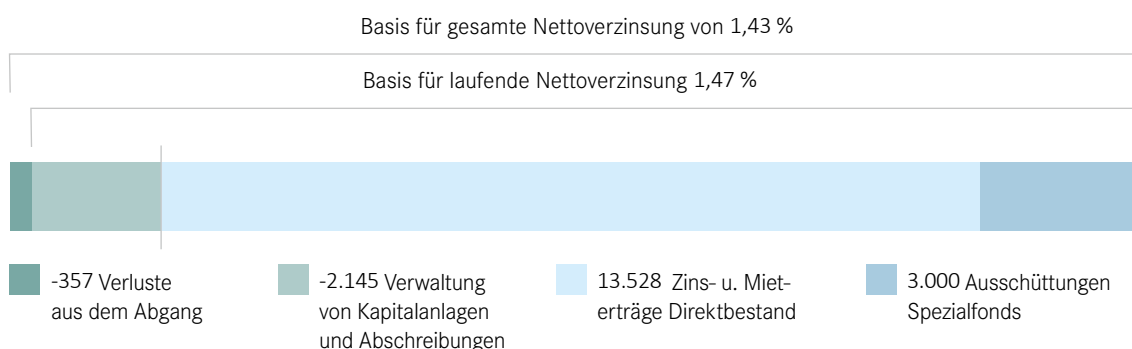 Basis für gesamte Nettoverzinsung von 1,43 %
Basis für laufende Nettoverzinsung 1,47 %
-357 Verluste
aus dem Abgang
-2.145 Verwaltung
von Kapitalanlagen
und Abschreibungen
13.528 Zins- u. Miet-
erträge Direktbestand
3.000 Ausschüttungen
Spezialfonds